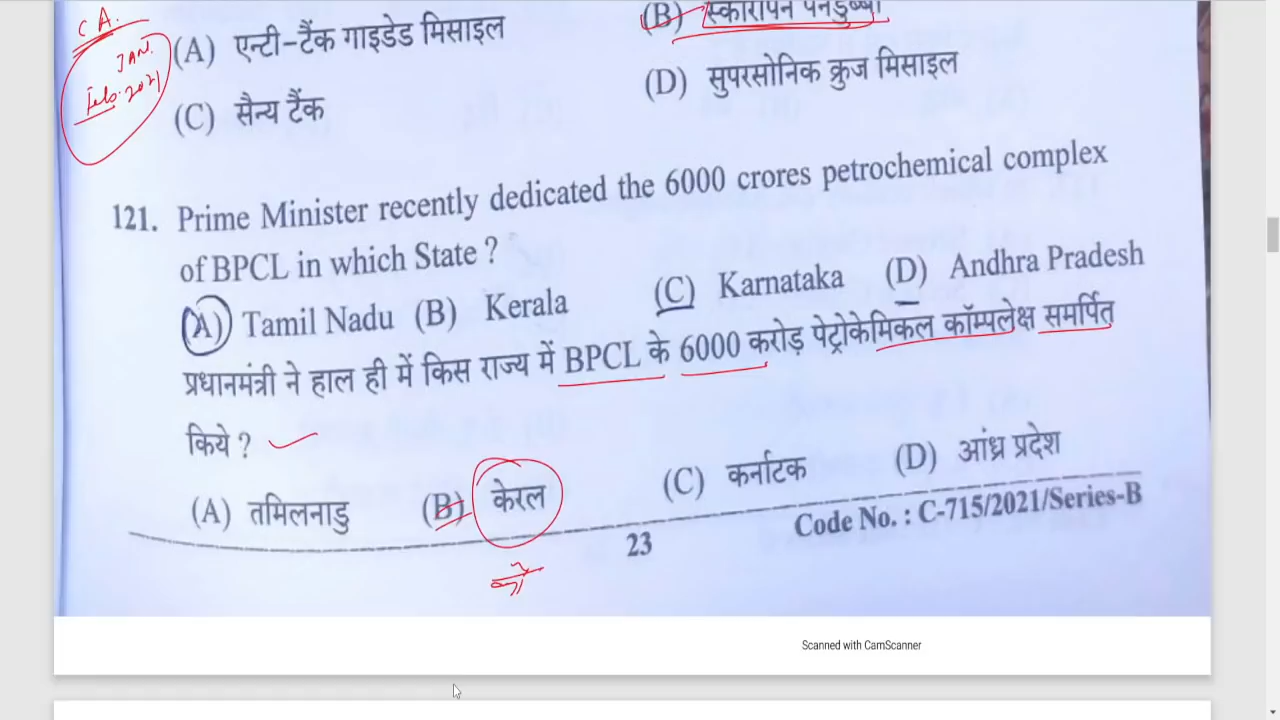 C A.
JAN.
Feb. 2021
(A) एन्टी-टैंक गाइडेड मिसाइल
(B) स्कॉर्पीन पनडुब्बी
(C) सैन्य टैंक
(D) सुपरसोनिक क्रुज मिसाइल
121. Prime Minister recently dedicated the 6000 crores petrochemical complex
of BPCL in which State ?
(A) Tamil Nadu (B) Kerala (C) Karnataka (D) Andhra Pradesh
प्रधानमंत्री ने हाल ही में किस राज्य में BPCL के 6000 करोड़ पेट्रोकेमिकल कॉम्पलेक्ष समर्पित
किये ?
(A) तमिलनाडु (B) केरल (C) कर्नाटक (D) आंध्र प्रदेश
23
Code No. : C-715/2021/Series-B
को
Scanned with CamScanner